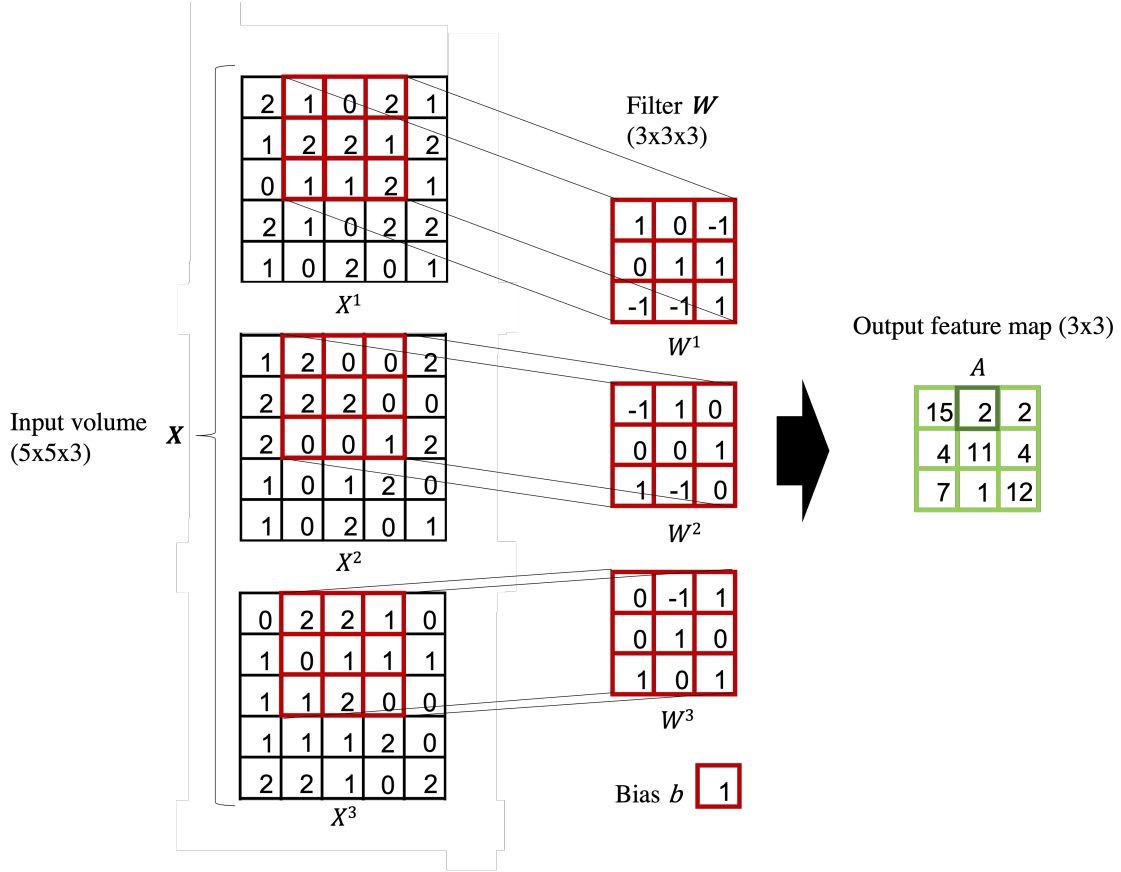 2 1 0 2 1
1 2 2 1 2
0 1 1 2 1
2 1 0 2 2
1 0 2 0 1
X¹
Filter W
(3x3x3)
1 0 -1
0 1 1
-1 -1 1
W¹
Input volume
(5x5x3)
X
1 2 0 0 2
2 2 2 0 0
2 0 0 1 2
1 0 1 2 0
1 0 2 0 1
X²
-1 1 0
0 0 1
1 -1 0
W²
Output feature map (3x3)
A
15 2 2
4 11 4
7 1 12
0 2 2 1 0
1 0 1 1 1
1 1 2 0 0
1 1 1 2 0
2 2 1 0 2
X³
0 -1 1
0 1 0
1 0 1
W³
Bias b 1